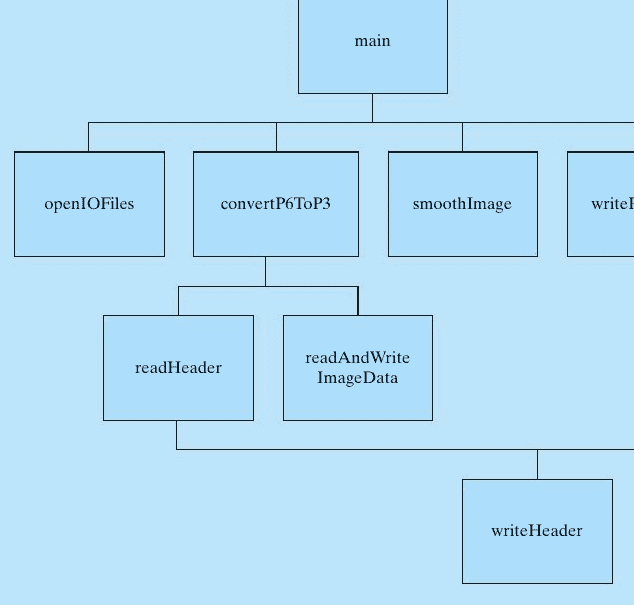 main
openIOFiles
convertP6ToP3
smoothImage
readHeader
readAndWrite
ImageData
writeHeader